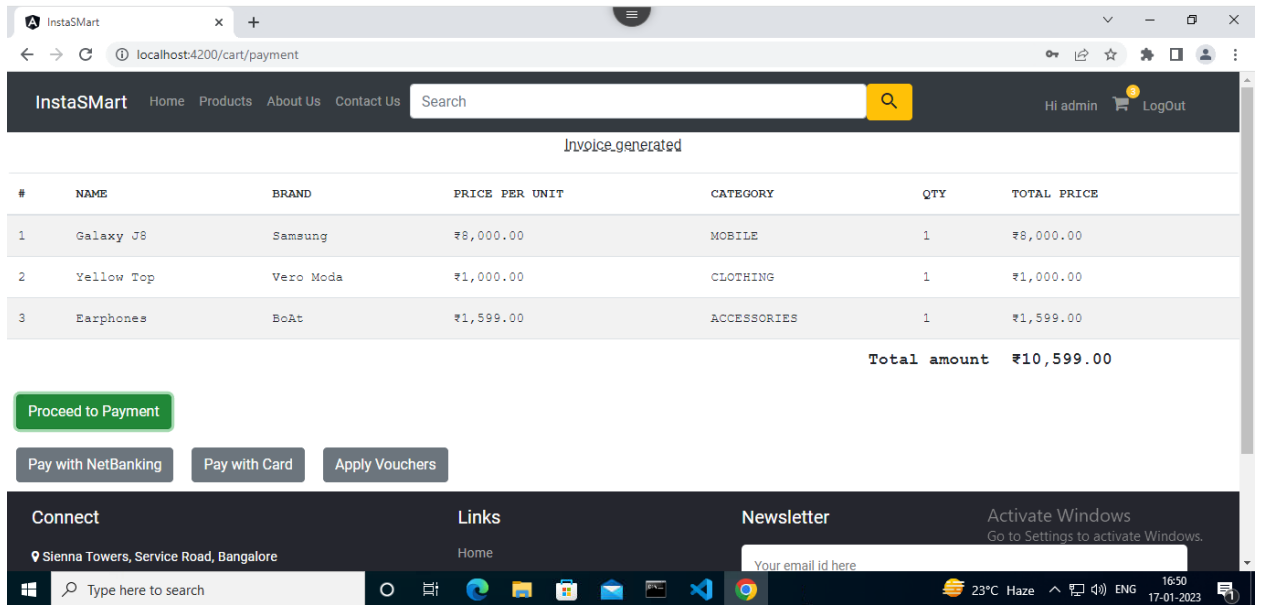 InstaSMart
localhost:4200/cart/payment
InstaSMart Home Products About Us Contact Us Search Hi admin 3 LogOut
Invoice generated
# NAME BRAND PRICE PER UNIT CATEGORY QTY TOTAL PRICE
1 Galaxy J8 Samsung ₹8,000.00 MOBILE 1 ₹8,000.00
2 Yellow Top Vero Moda ₹1,000.00 CLOTHING 1 ₹1,000.00
3 Earphones BoAt ₹1,599.00 ACCESSORIES 1 ₹1,599.00
Total amount ₹10,599.00
Proceed to Payment
Pay with NetBanking Pay with Card Apply Vouchers
Connect Links Newsletter Activate Windows
Go to Settings to activate Windows.
Sienna Towers, Service Road, Bangalore Home Your email id here
Type here to search 23°C Haze ENG 16:50
17-01-2023 1